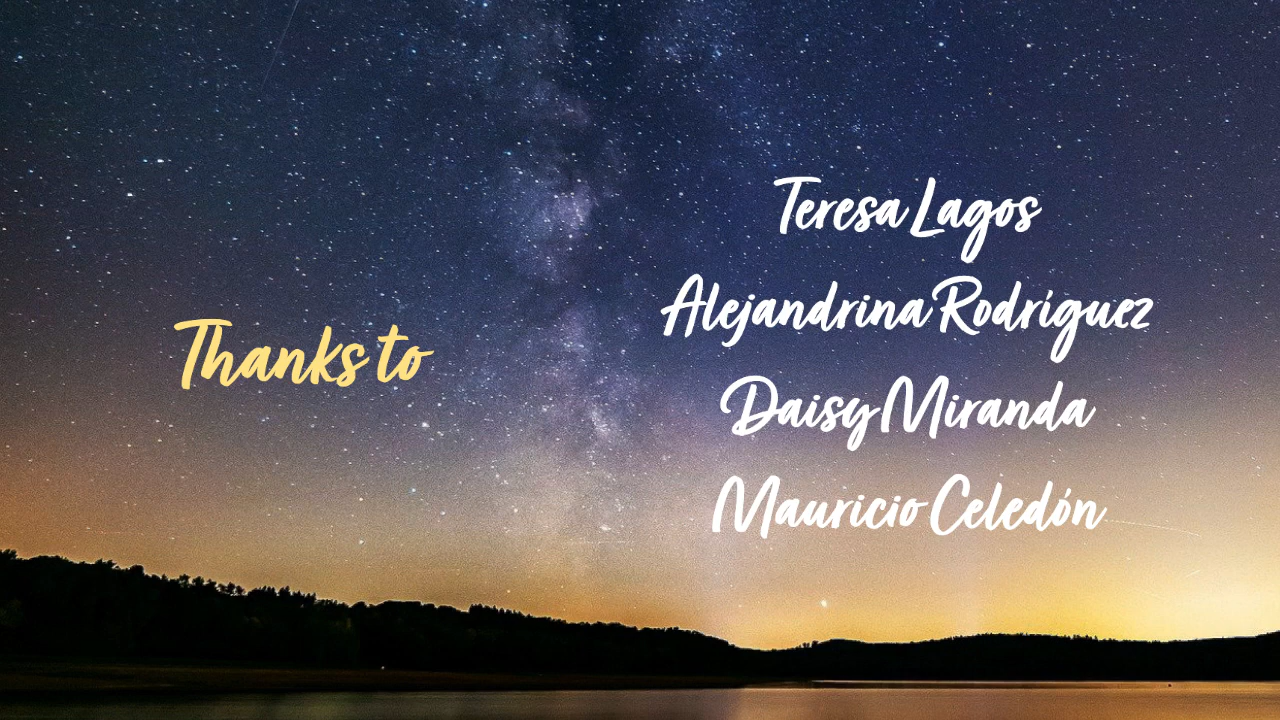 Thanks to
Teresa Lagos
Alejandrina Rodríguez
Daisy Miranda
Mauricio Celedón